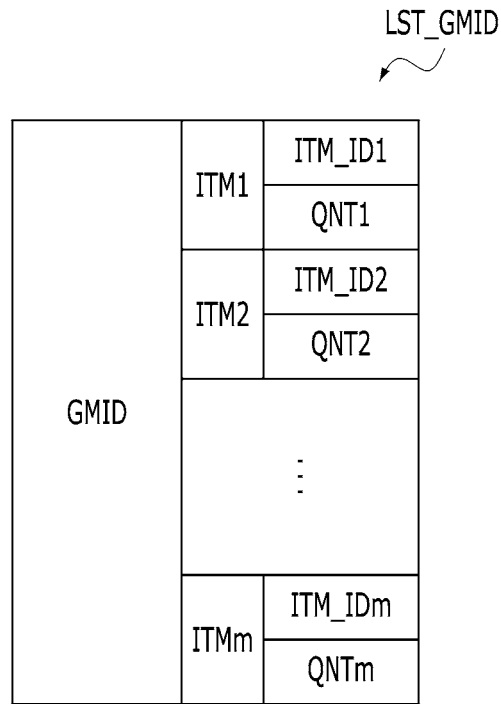 LST_GMID
ITM1
ITM_ID1
QNT1
ITM2
ITM_ID2
QNT2
GMID
⋮
ITMm
ITM_IDm
QNTm